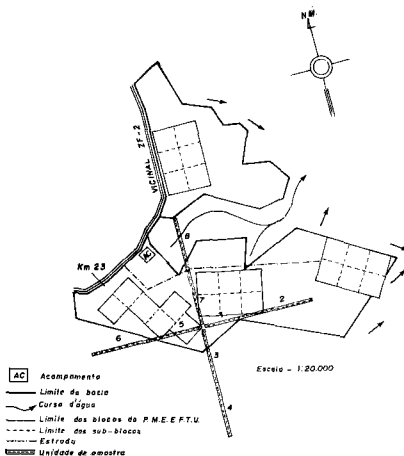 NM
VICINAL ZF-2
AC
Km 23
8
7
1
2
5
6
3
4
Escala - 1:20.000
AC Acampamento
Limite da bacia
Curso d'água
Limite dos blocos do P.M.E.E F.T.U.
Limite dos sub-blocos
Estrada
Unidade de amostra